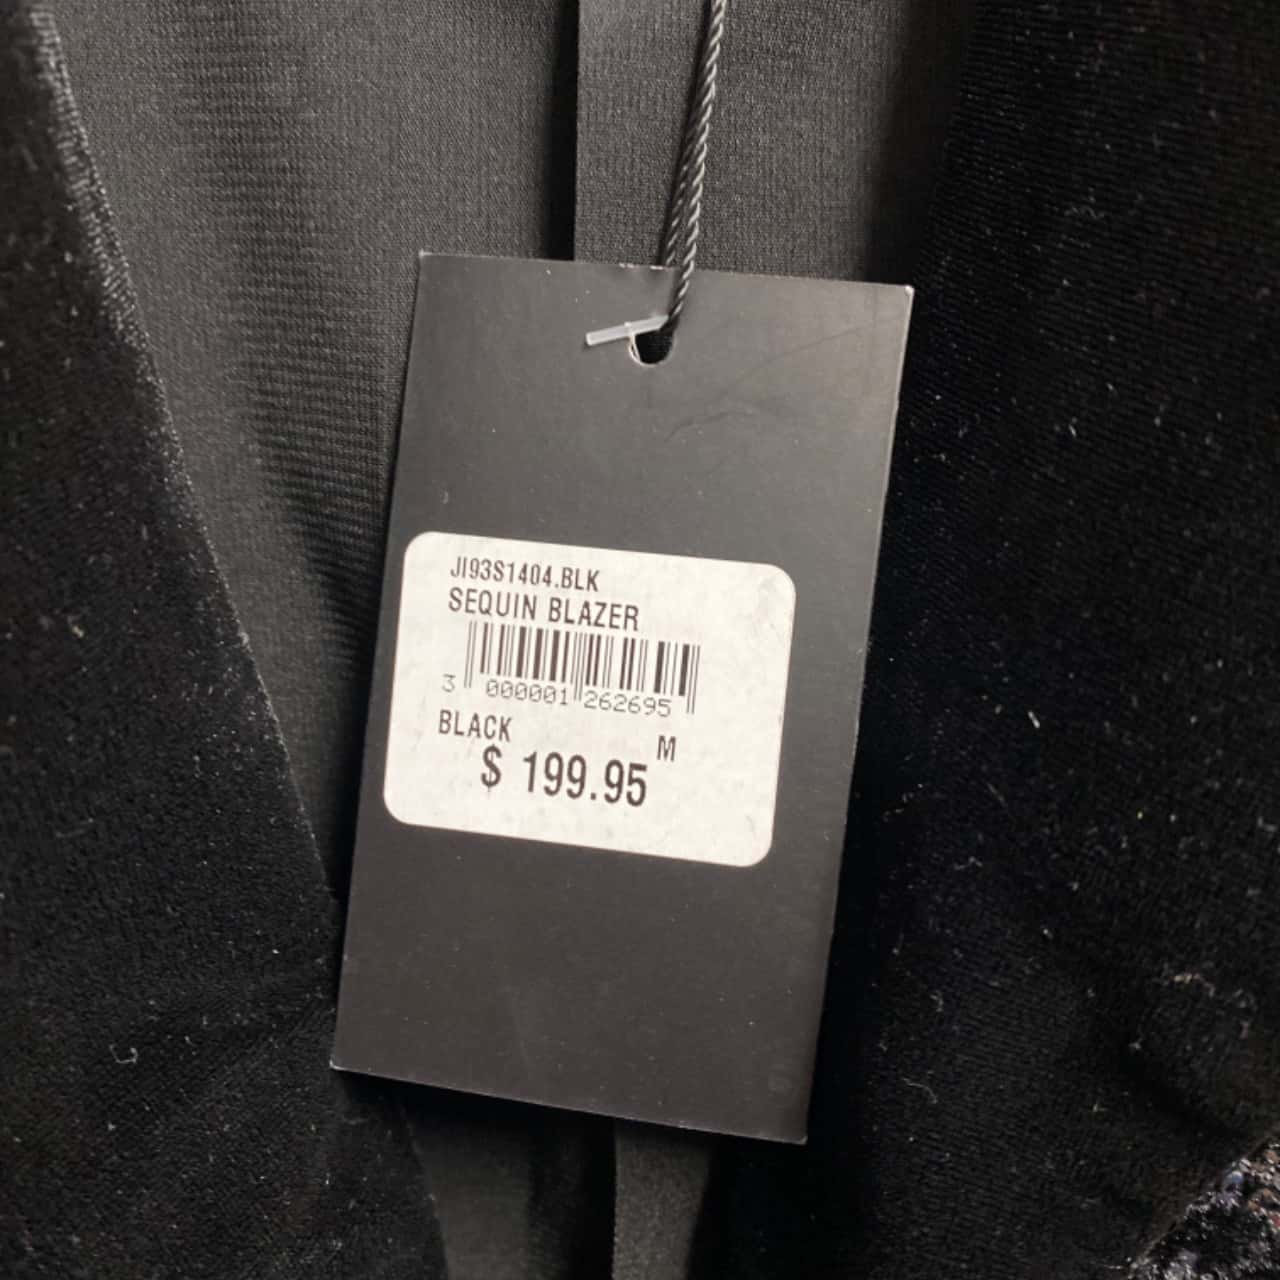 JI93S1404.BLK
SEQUIN BLAZER
3 000001 262695
BLACK M
$ 199.95